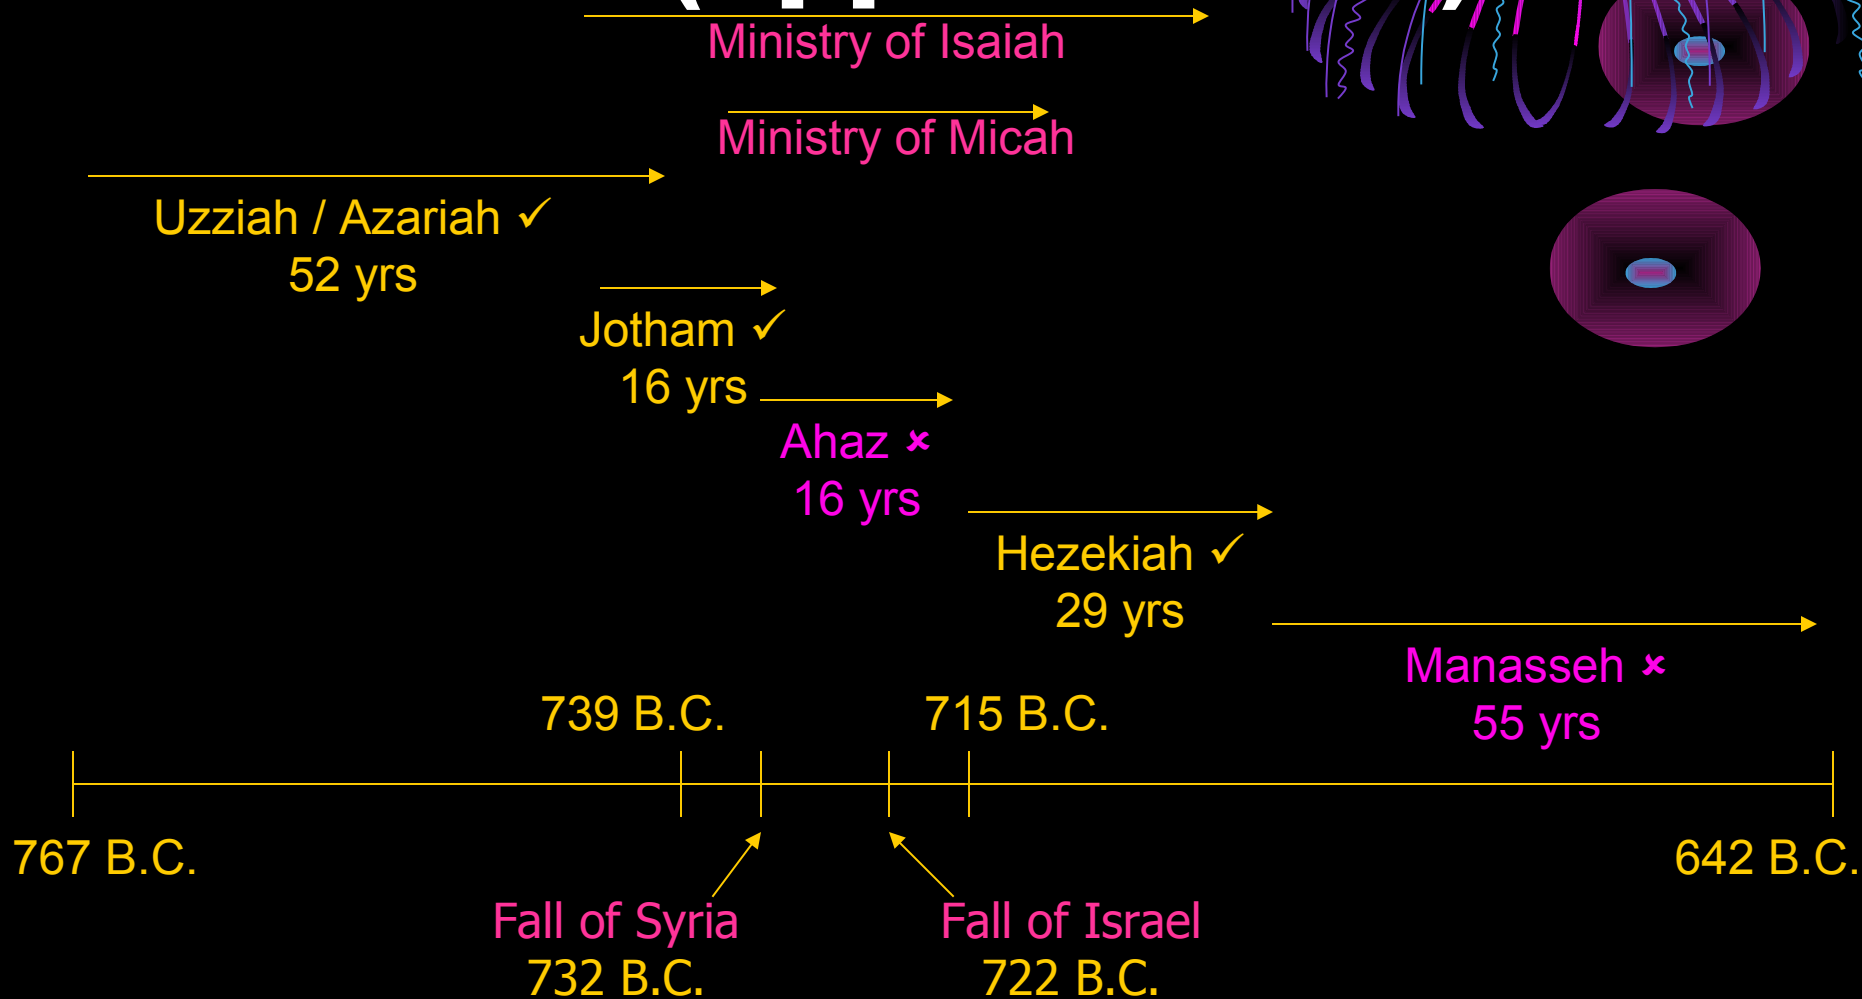 Ministry of Isaiah
Ministry of Micah
Uzziah / Azariah ✓
52 yrs
Jotham ✓
16 yrs
Ahaz ✗
16 yrs
Hezekiah ✓
29 yrs
Manasseh ✗
55 yrs
739 B.C.
715 B.C.
767 B.C.
642 B.C.
Fall of Syria
732 B.C.
Fall of Israel
722 B.C.